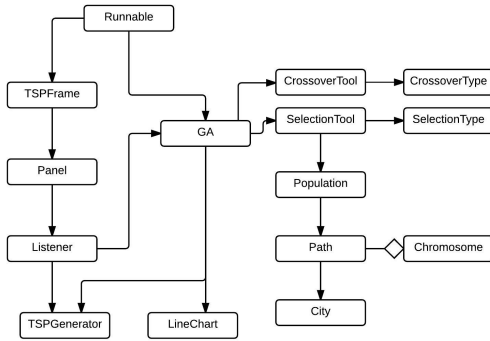 Runnable
TSPFrame
CrossoverTool
CrossoverType
GA
SelectionTool
SelectionType
Panel
Population
Listener
Path
Chromosome
TSPGenerator
LineChart
City